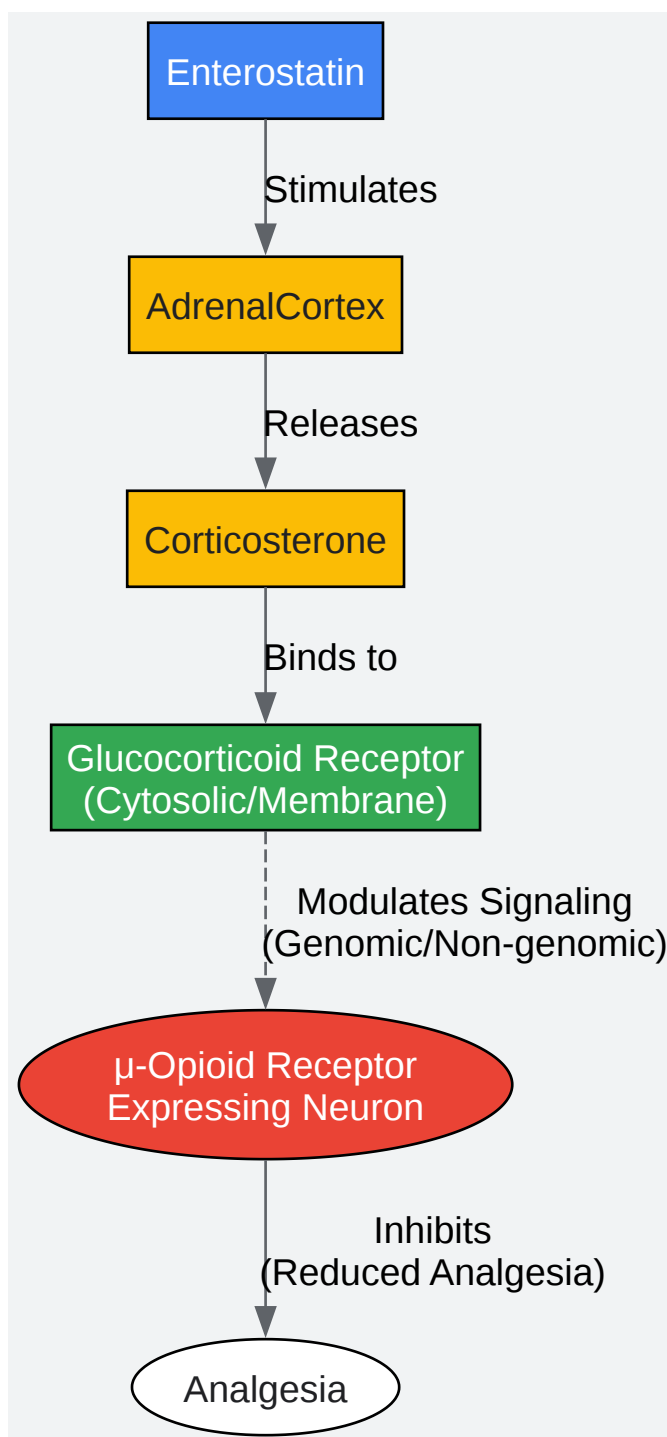 Enterostatin
Stimulates
AdrenalCortex
Releases
Corticosterone
Binds to
Glucocorticoid Receptor
(Cytosolic/Membrane)
Modulates Signaling
(Genomic/Non-genomic)
μ-Opioid Receptor
Expressing Neuron
Inhibits
(Reduced Analgesia)
Analgesia